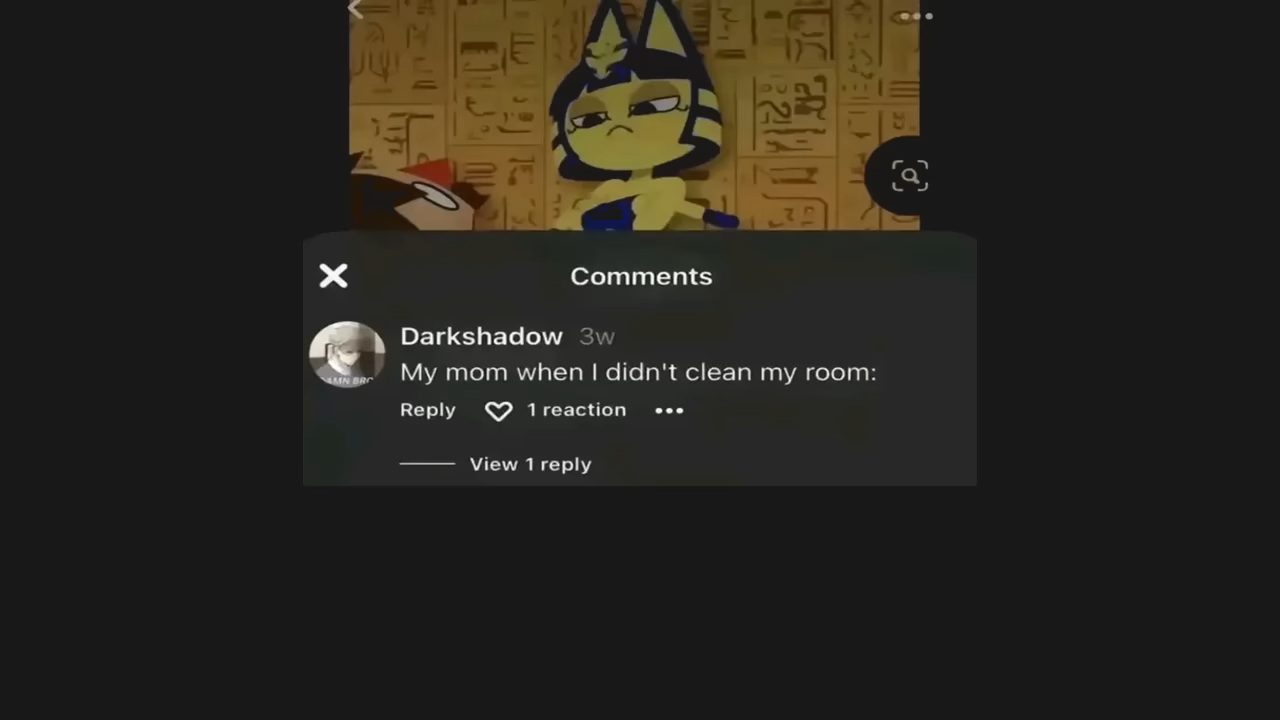 Comments
Darkshadow 3w
My mom when I didn't clean my room:
Reply 1 reaction
View 1 reply